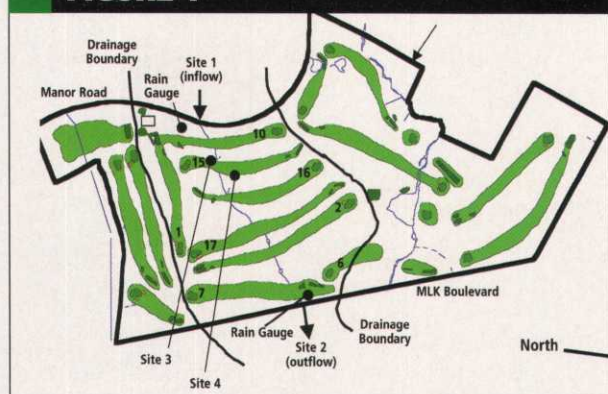 Drainage
Boundary
Rain
Gauge
Site 1
(inflow)
Manor Road
10
15
16
2
1
17
6
7
MLK Boulevard
Rain Gauge
Drainage
Boundary
Site 2
(outflow)
Site 3
Site 4
North